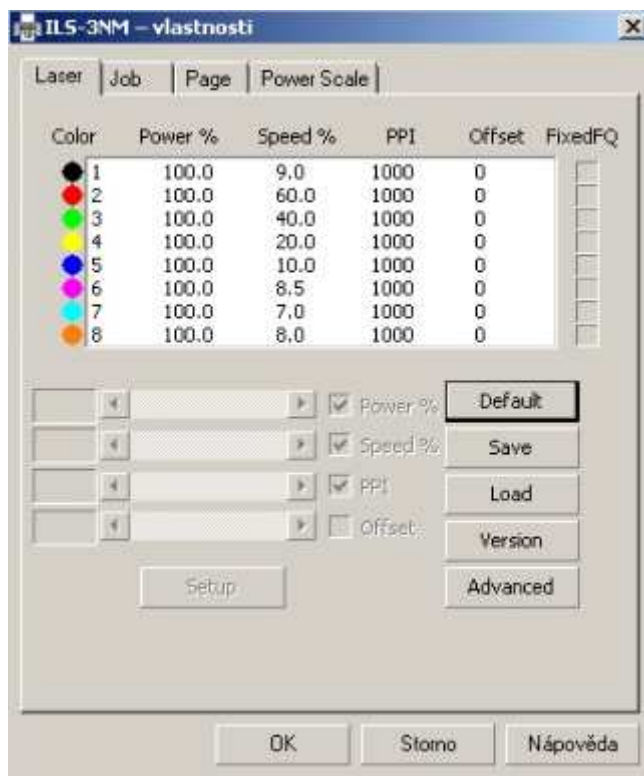 ILS-3NM – vlastnosti
Laser Job Page Power Scale
Color Power % Speed % PPI Offset FixedFQ
1 100.0 9.0 1000 0
2 100.0 60.0 1000 0
3 100.0 40.0 1000 0
4 100.0 20.0 1000 0
5 100.0 10.0 1000 0
6 100.0 8.5 1000 0
7 100.0 7.0 1000 0
8 100.0 8.0 1000 0
Power % Default
Speed % Save
PPI Load
Offset Version
Setup Advanced
OK Storno Nápověda